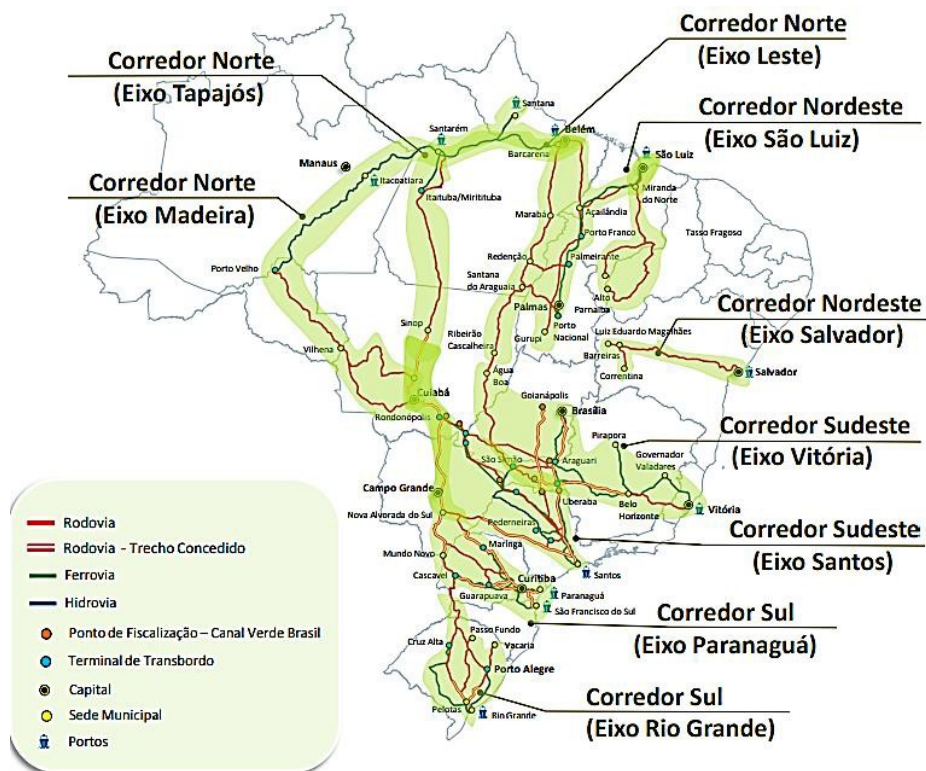 Corredor Norte
(Eixo Leste)
Corredor Norte
(Eixo Tapajós)
Corredor Nordeste
(Eixo São Luiz)
Corredor Norte
(Eixo Madeira)
Santana
Santarém
Belém
Barcarena
São Luiz
Manaus
Itacoatiara
Itaituba/Miritituba
Miranda
do Norte
Marabá
Açailândia
Porto Franco
Tasso Fragoso
Porto Velho
Redenção
Palmeirante
Santana
do Araguaia
Palmas
Alto
Parnaíba
Porto
Nacional
Gurupi
Corredor Nordeste
(Eixo Salvador)
Sinop
Ribeirão
Cascalheira
Luiz Eduardo Magalhães
Barreiras
Correntina
Salvador
Vilhena
Água
Boa
Cuiabá
Goianápolis
Brasília
Rondonópolis
Pirapora
Corredor Sudeste
(Eixo Vitória)
São Simão
Araguari
Governador
Valadares
Campo Grande
Uberaba
Belo
Horizonte
Vitória
Nova Alvorada do Sul
Pederneiras
Corredor Sudeste
(Eixo Santos)
Mundo Novo
Maringa
Santos
Cascavel
Guarapuava
Curitiba
Paranaguá
São Francisco do Sul
Corredor Sul
(Eixo Paranaguá)
Cruz Alta
Passo Fundo
Vacaria
Porto Alegre
Corredor Sul
(Eixo Rio Grande)
Pelotas
Rio Grande
Rodovia
Rodovia - Trecho Concedido
Ferrovia
Hidrovia
Ponto de Fiscalização – Canal Verde Brasil
Terminal de Transbordo
Capital
Sede Municipal
Portos